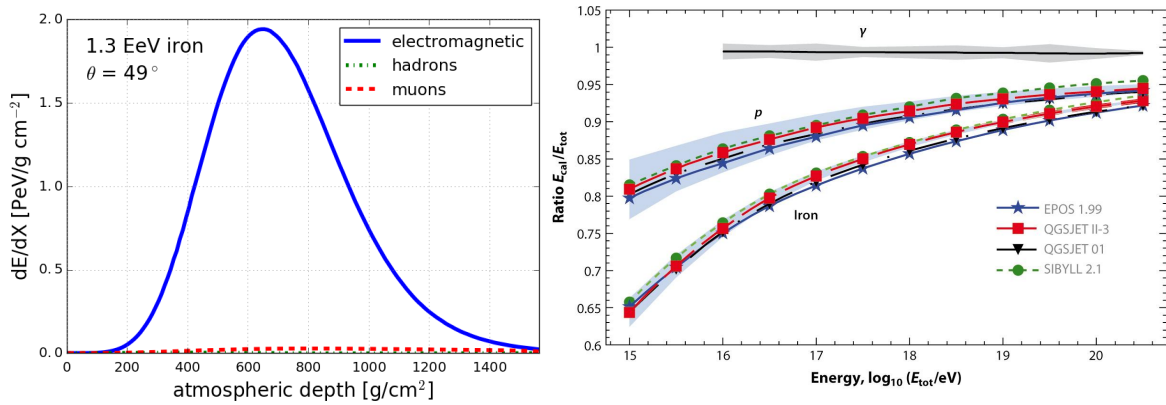 2.0
1.5
1.0
0.5
0.0
dE/dX [PeV/g cm⁻²]
1.3 EeV iron
θ = 49°
electromagnetic
hadrons
muons
0 200 400 600 800 1000 1200 1400
atmospheric depth [g/cm²]
1.05
1
0.95
0.9
0.85
0.8
0.75
0.7
0.65
0.6
Ratio E_cal/E_tot
γ
p
Iron
EPOS 1.99
QGSJET II-3
QGSJET 01
SIBYLL 2.1
15 16 17 18 19 20
Energy, log₁₀ (E_tot/eV)